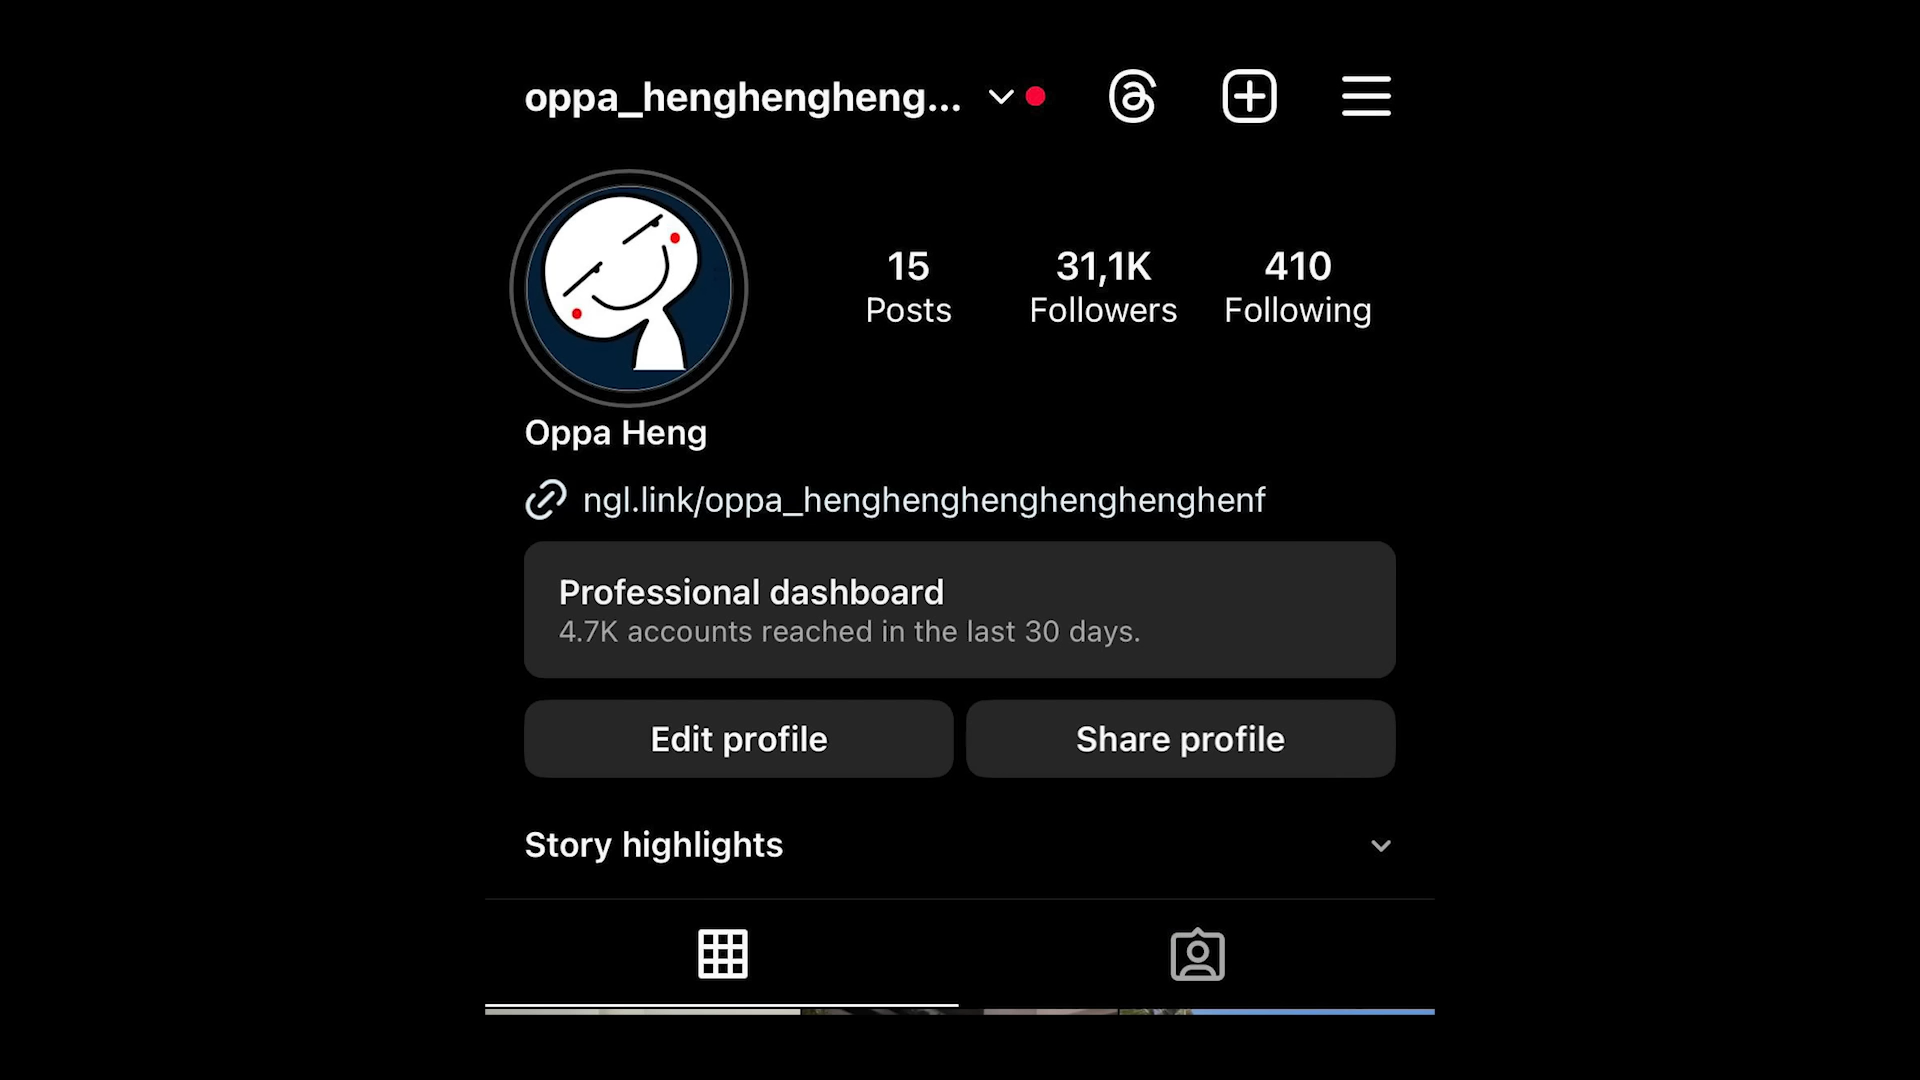 oppa_henghengheng...
15
Posts
31,1K
Followers
410
Following
Oppa Heng
ngl.link/oppa_henghenghenghenghenghenf
Professional dashboard
4.7K accounts reached in the last 30 days.
Edit profile
Share profile
Story highlights